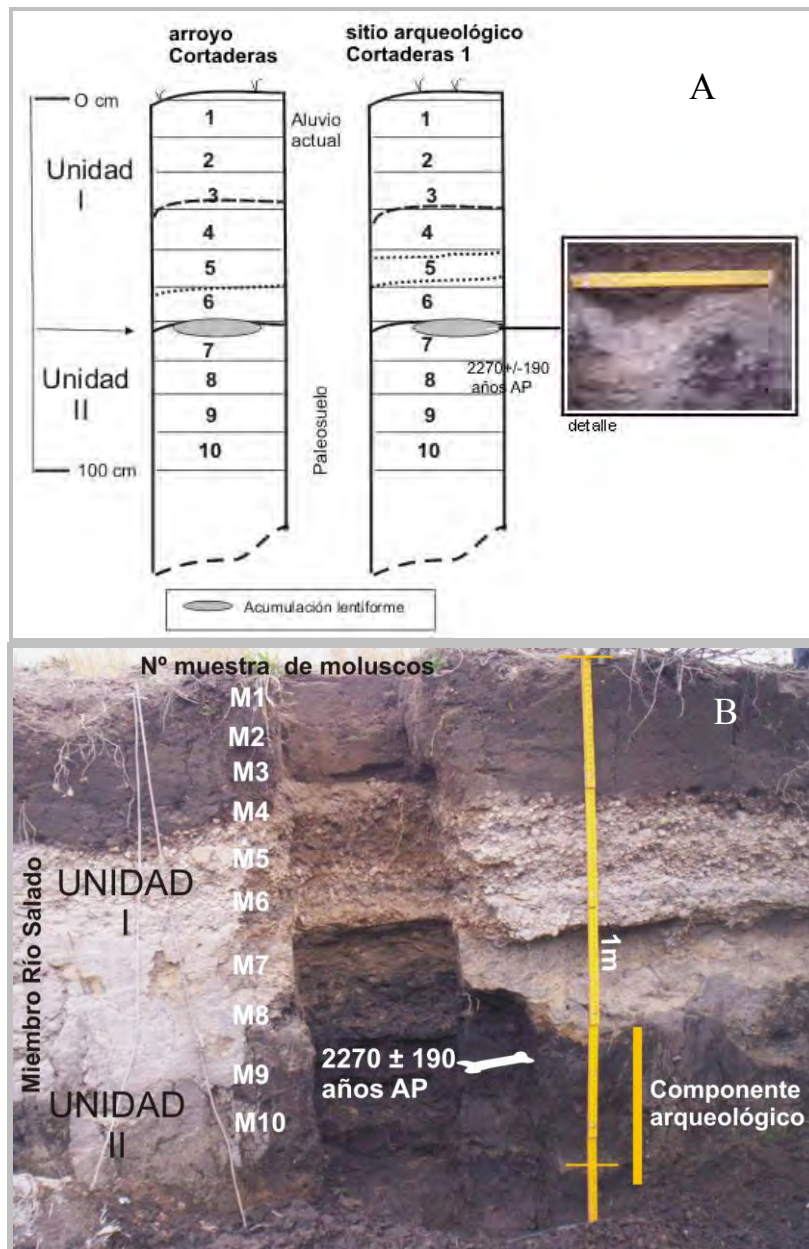 arroyo
Cortaderas
sitio arqueológico
Cortaderas 1
A
O cm
Unidad
I
Unidad
II
100 cm
1
2
3
4
5
6
7
8
9
10
Aluvio
actual
Paleosuelo
1
2
3
4
5
6
7
8
9
10
2270+/-190
años AP
detalle
Acumulación lentiforme
Nº muestra de moluscos
B
M1
M2
M3
M4
M5
M6
M7
M8
M9
M10
Miembro Río Salado
UNIDAD
I
UNIDAD
II
2270 ± 190
años AP
1m
Componente
arqueológico